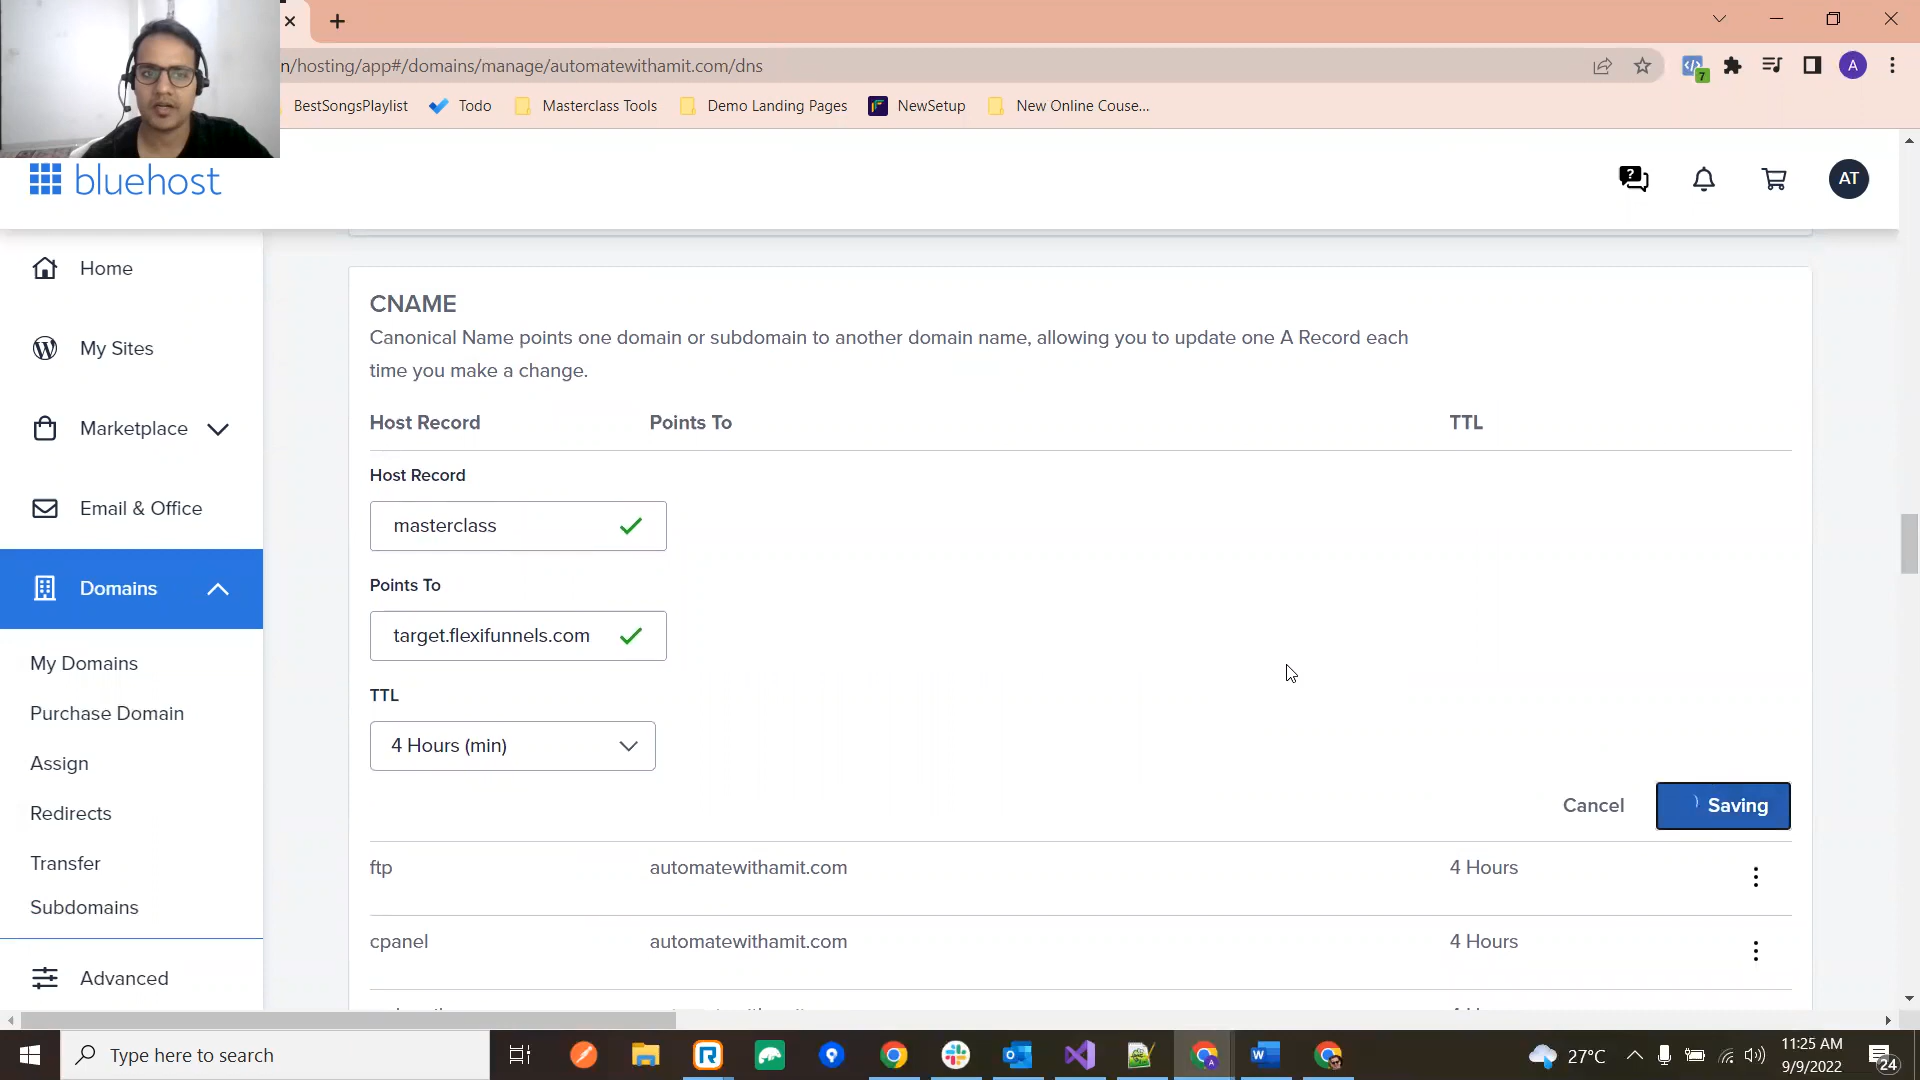 n/hosting/app#/domains/manage/automatewithamit.com/dns
7
A
BestSongsPlaylist
Todo
Masterclass Tools
Demo Landing Pages
NewSetup
New Online Couse...
bluehost
AT
Home
My Sites
Marketplace
Email & Office
Domains
My Domains
Purchase Domain
Assign
Redirects
Transfer
Subdomains
Advanced
CNAME
Canonical Name points one domain or subdomain to another domain name, allowing you to update one A Record each
time you make a change.
Host Record Points To TTL
Host Record
masterclass
Points To
target.flexifunnels.com
TTL
4 Hours (min)
Cancel Saving
ftp automatewithamit.com 4 Hours
cpanel automatewithamit.com 4 Hours
Type here to search
27°C
11:25 AM
9/9/2022
24